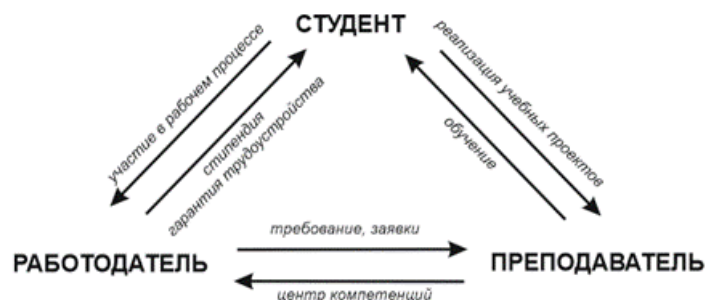 СТУДЕНТ
участие в рабочем процессе
стипендия
гарантия трудоустройства
реализация учебных проектов
обучение
требование, заявки
РАБОТОДАТЕЛЬ
ПРЕПОДАВАТЕЛЬ
центр компетенций